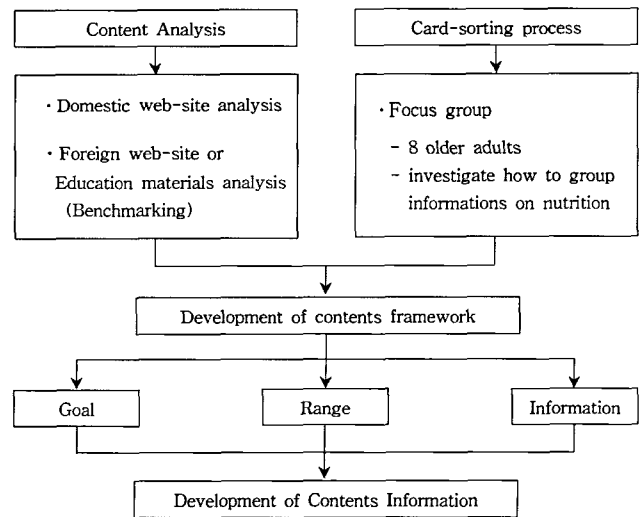 Content Analysis
Card-sorting process
· Domestic web-site analysis
· Foreign web-site or
Education materials analysis
(Benchmarking)
· Focus group
- 8 older adults
- investigate how to group
informations on nutrition
Development of contents framework
Goal
Range
Information
Development of Contents Information